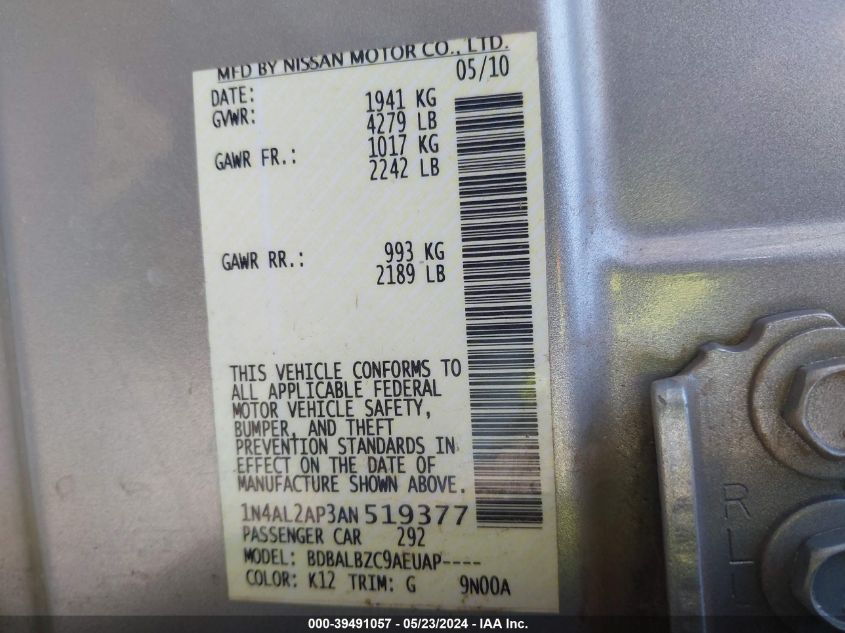 MFD BY NISSAN MOTOR CO., LTD.
DATE: 05/10
GVWR: 1941 KG
4279 LB
GAWR FR.: 1017 KG
2242 LB
GAWR RR.: 993 KG
2189 LB
THIS VEHICLE CONFORMS TO
ALL APPLICABLE FEDERAL
MOTOR VEHICLE SAFETY,
BUMPER, AND THEFT
PREVENTION STANDARDS IN
EFFECT ON THE DATE OF
MANUFACTURE SHOWN ABOVE.
1N4AL2AP3AN519377
PASSENGER CAR 292
MODEL: BDBALBZC9AEUAP----
COLOR: K12 TRIM: G 9N00A
RL
000-39491057 - 05/23/2024 - IAA Inc.